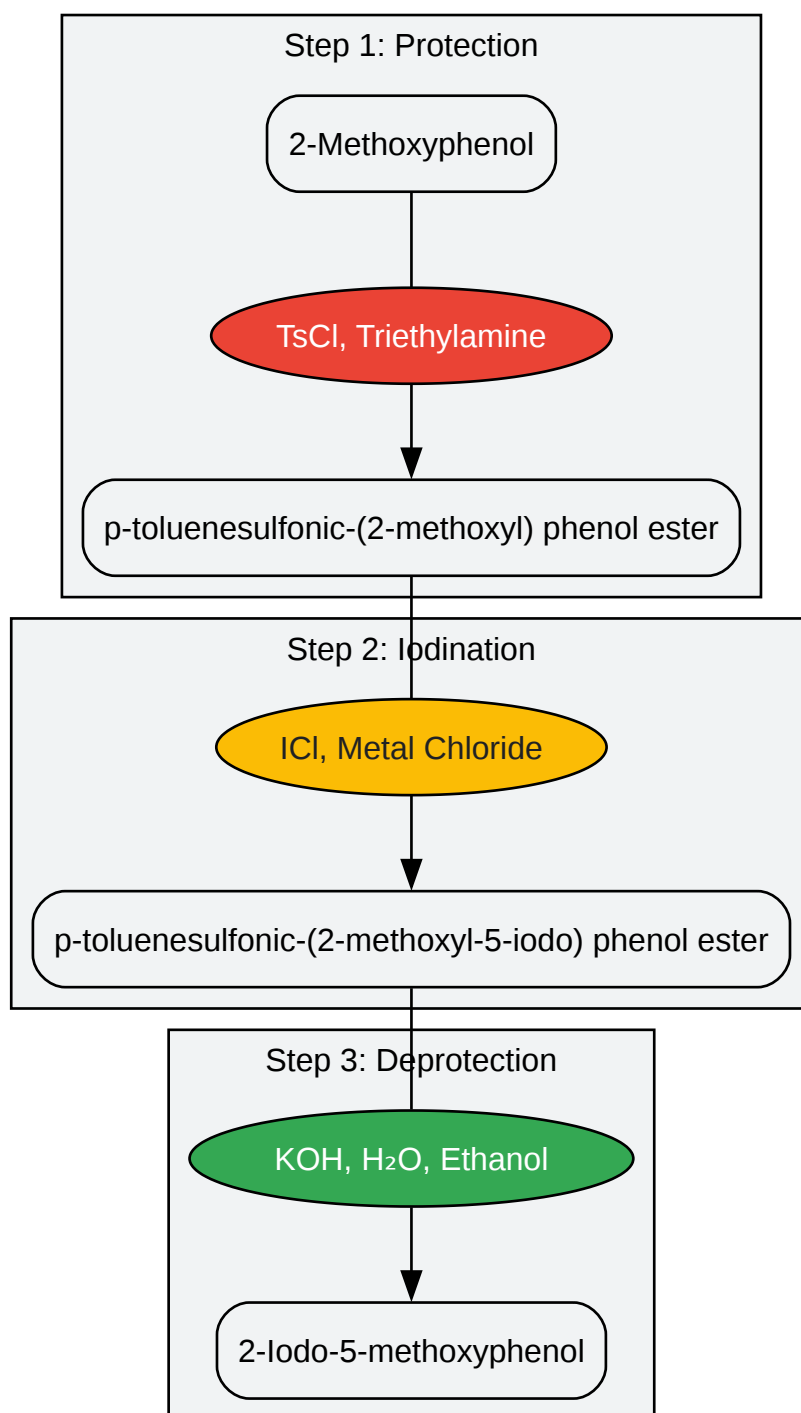 Step 1: Protection
2-Methoxyphenol
TsCl, Triethylamine
p-toluenesulfonic-(2-methoxyl) phenol ester
Step 2: Iodination
ICl, Metal Chloride
p-toluenesulfonic-(2-methoxyl-5-iodo) phenol ester
Step 3: Deprotection
KOH, H₂O, Ethanol
2-Iodo-5-methoxyphenol